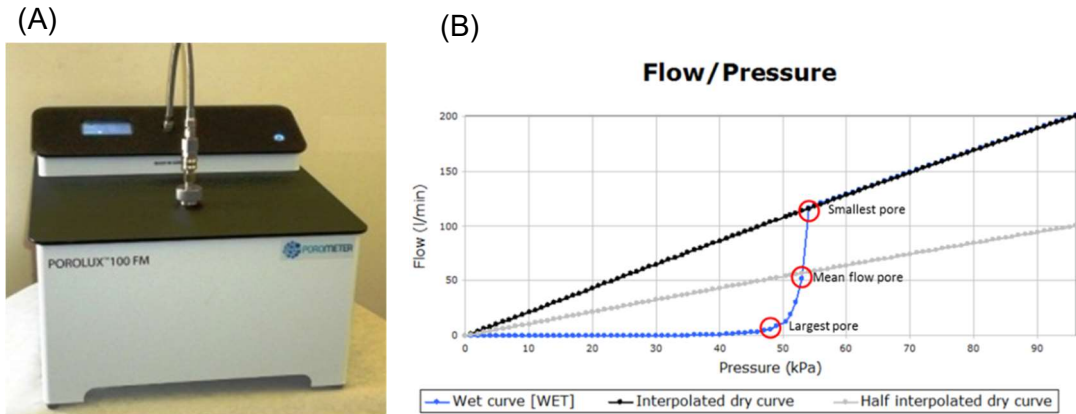 (A)
POROLUX™100 FM
POROMETER
(B)
Flow/Pressure
Flow (l/min)
200
150
100
50
0
Smallest pore
Mean flow pore
Largest pore
0 10 20 30 40 50 60 70 80 90
Pressure (kPa)
Wet curve [WET] Interpolated dry curve Half interpolated dry curve